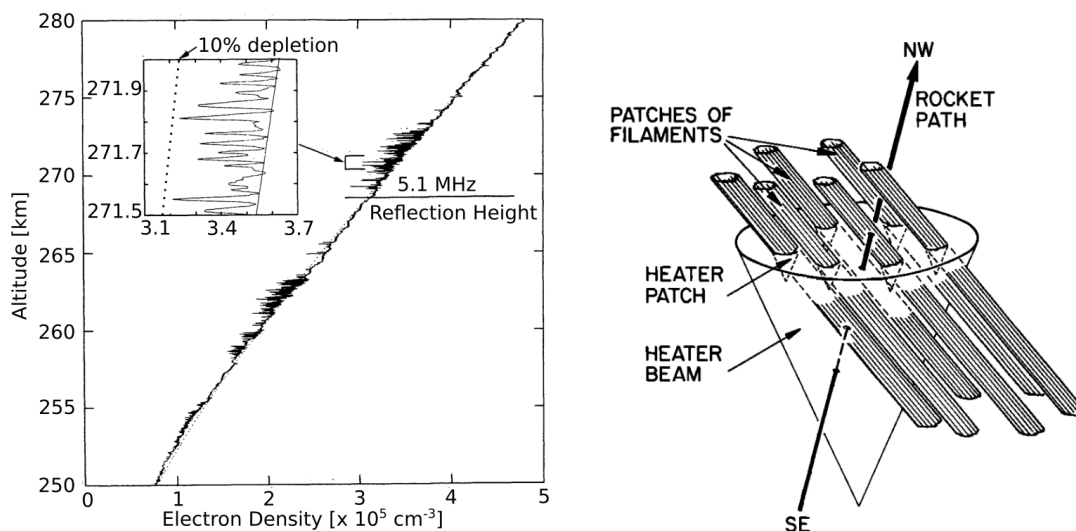 280
275
270
265
260
255
250
Altitude [km]
10% depletion
271.9
271.7
271.5
3.1
3.4
3.7
5.1 MHz
Reflection Height
0
1
2
3
4
5
Electron Density [x 10⁵ cm⁻³]
NW
ROCKET
PATH
PATCHES OF
FILAMENTS
HEATER
PATCH
HEATER
BEAM
SE